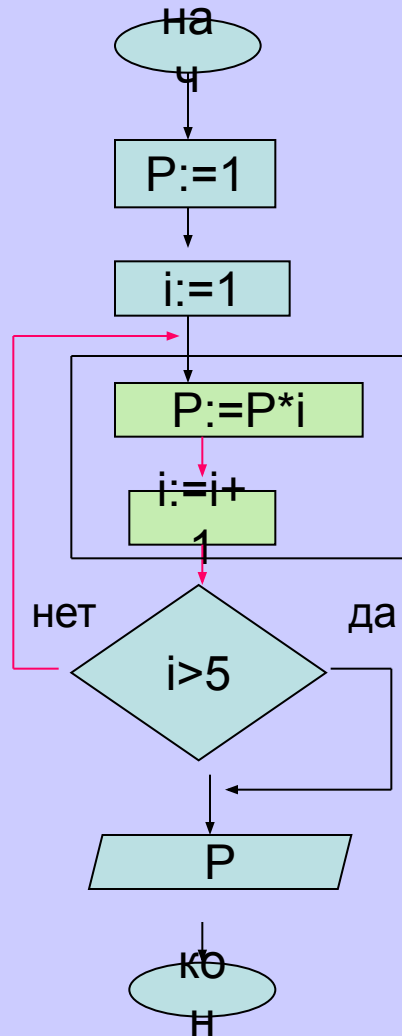 на
ч
P:=1
i:=1
P:=P*i
i:=i+
1
нет
да
i>5
P
ко
н